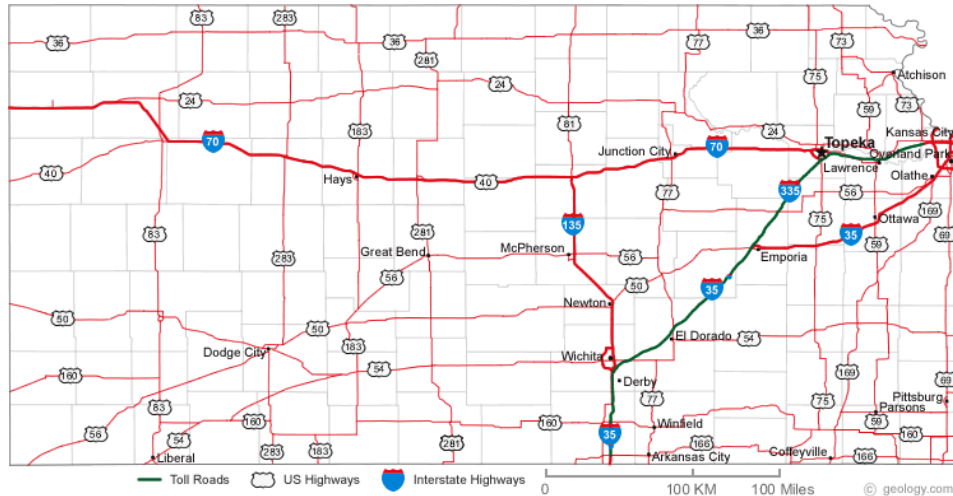 83
283
36
36
281
77
36
73
75
Atchison
24
24
59
73
81
183
70
24
Kansas City
Topeka
Junction City
70
Overland Park
Lawrence
40
Hays
40
77
335
56
Olathe
169
83
135
75
35
Ottawa
69
281
Great Bend
McPherson
56
59
283
Emporia
56
50
35
Newton
50
50
El Dorado
54
183
Dodge City
Wichita
54
160
Derby
169
69
77
75
Pittsburg
Parsons
83
59
56
160
160
Winfield
160
54
35
281
166
283
183
Liberal
Arkansas City
Coffeyville
166
Toll Roads
US Highways
Interstate Highways
0
100 KM
100 Miles
© geology.com